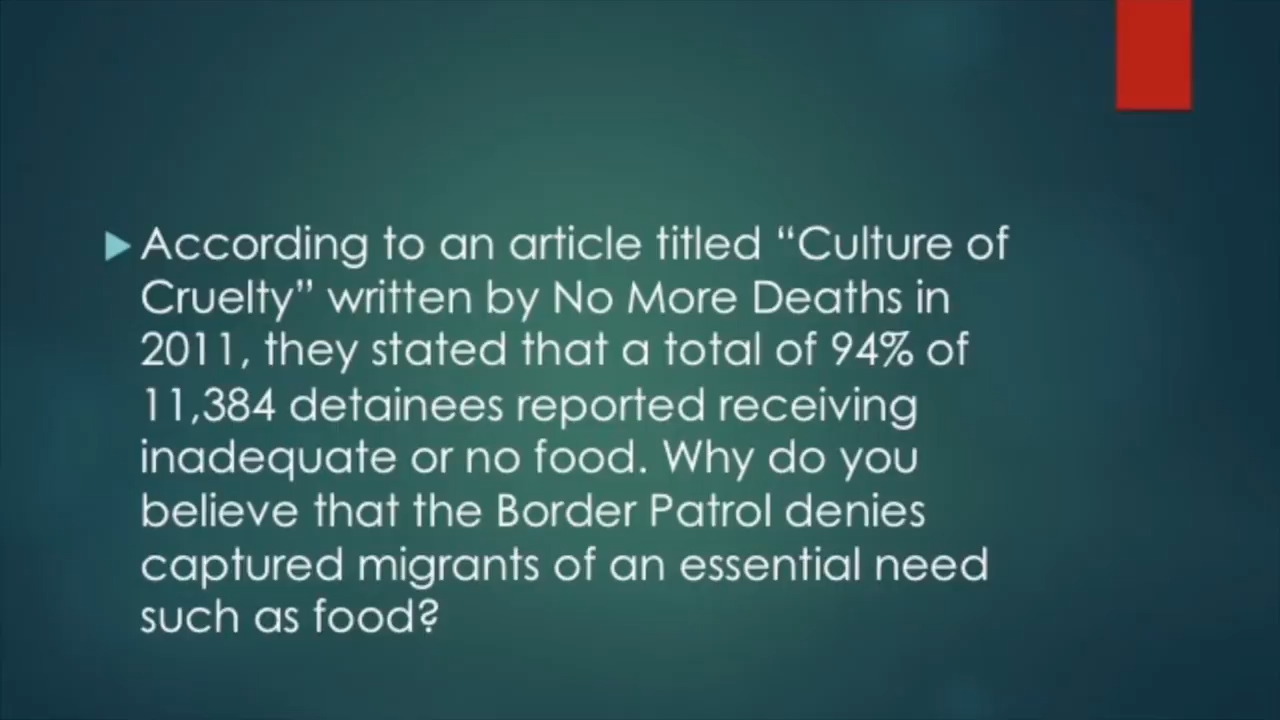 According to an article titled “Culture of
Cruelty” written by No More Deaths in
2011, they stated that a total of 94% of
11,384 detainees reported receiving
inadequate or no food. Why do you
believe that the Border Patrol denies
captured migrants of an essential need
such as food?